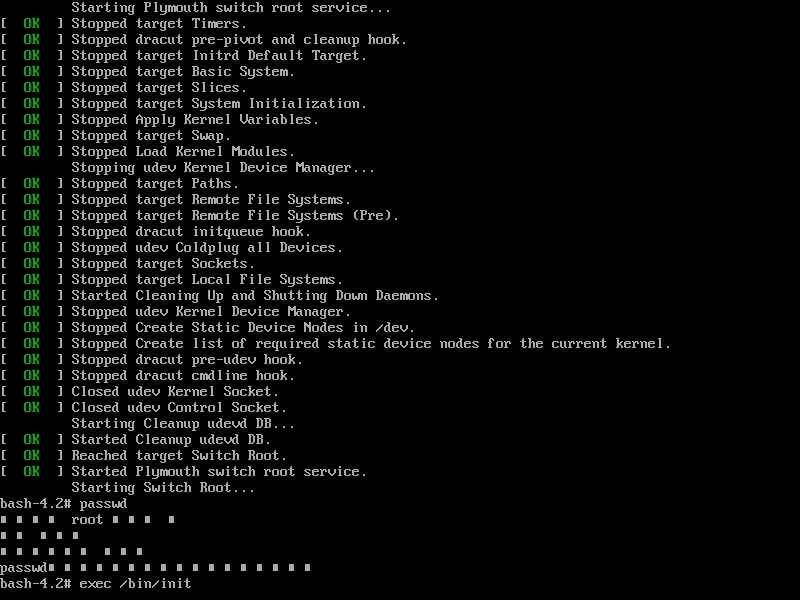 Starting Plymouth switch root service...
[  OK  ] Stopped target Timers.
[  OK  ] Stopped dracut pre-pivot and cleanup hook.
[  OK  ] Stopped target Initrd Default Target.
[  OK  ] Stopped target Basic System.
[  OK  ] Stopped target Slices.
[  OK  ] Stopped target System Initialization.
[  OK  ] Stopped Apply Kernel Variables.
[  OK  ] Stopped target Swap.
[  OK  ] Stopped Load Kernel Modules.
Stopping udev Kernel Device Manager...
[  OK  ] Stopped target Paths.
[  OK  ] Stopped target Remote File Systems.
[  OK  ] Stopped target Remote File Systems (Pre).
[  OK  ] Stopped dracut initqueue hook.
[  OK  ] Stopped udev Coldplug all Devices.
[  OK  ] Stopped target Sockets.
[  OK  ] Stopped target Local File Systems.
[  OK  ] Started Cleaning Up and Shutting Down Daemons.
[  OK  ] Stopped udev Kernel Device Manager.
[  OK  ] Stopped Create Static Device Nodes in /dev.
[  OK  ] Stopped Create list of required static device nodes for the current kernel.
[  OK  ] Stopped dracut pre-udev hook.
[  OK  ] Stopped dracut cmdline hook.
[  OK  ] Closed udev Kernel Socket.
[  OK  ] Closed udev Control Socket.
Starting Cleanup udevd DB...
[  OK  ] Started Cleanup udevd DB.
[  OK  ] Reached target Switch Root.
[  OK  ] Started Plymouth switch root service.
Starting Switch Root...
bash-4.2# passwd
root
passwd
bash-4.2# exec /bin/init